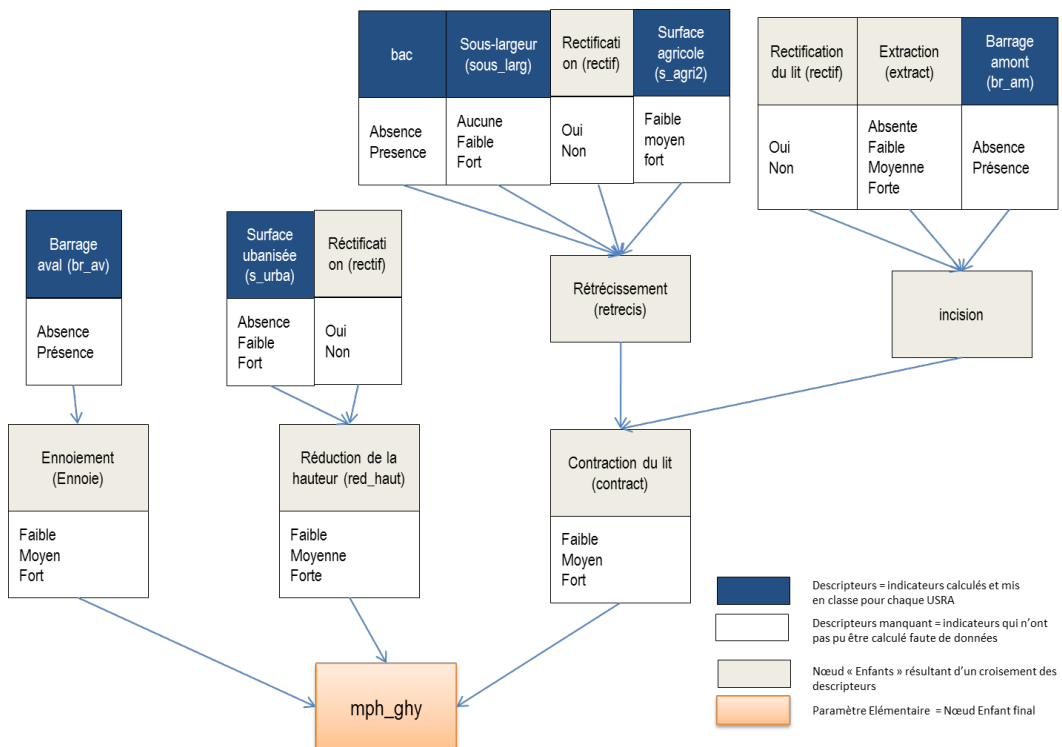 bac
Sous-largeur
(sous_larg)
Rectificati
on (rectif)
Surface
agricole
(s_agri2)
Absence
Presence
Aucune
Faible
Fort
Oui
Non
Faible
moyen
fort
Rectification
du lit (rectif)
Extraction
(extract)
Barrage
amont
(br_am)
Oui
Non
Absente
Faible
Moyenne
Forte
Absence
Présence
Barrage
aval (br_av)
Absence
Présence
Surface
ubanisée
(s_urba)
Réctificati
on (rectif)
Absence
Faible
Fort
Oui
Non
Rétrécissement
(retrecis)
incision
Ennoiement
(Ennoie)
Faible
Moyen
Fort
Réduction de la
hauteur (red_haut)
Faible
Moyenne
Forte
Contraction du lit
(contract)
Faible
Moyen
Fort
mph_ghy
Descripteurs = indicateurs calculés et mis
en classe pour chaque USRA
Descripteurs manquant = indicateurs qui n'ont
pas pu être calculé faute de données
Nœud « Enfants » résultant d'un croisement des
descripteurs
Paramètre Elémentaire = Nœud Enfant final